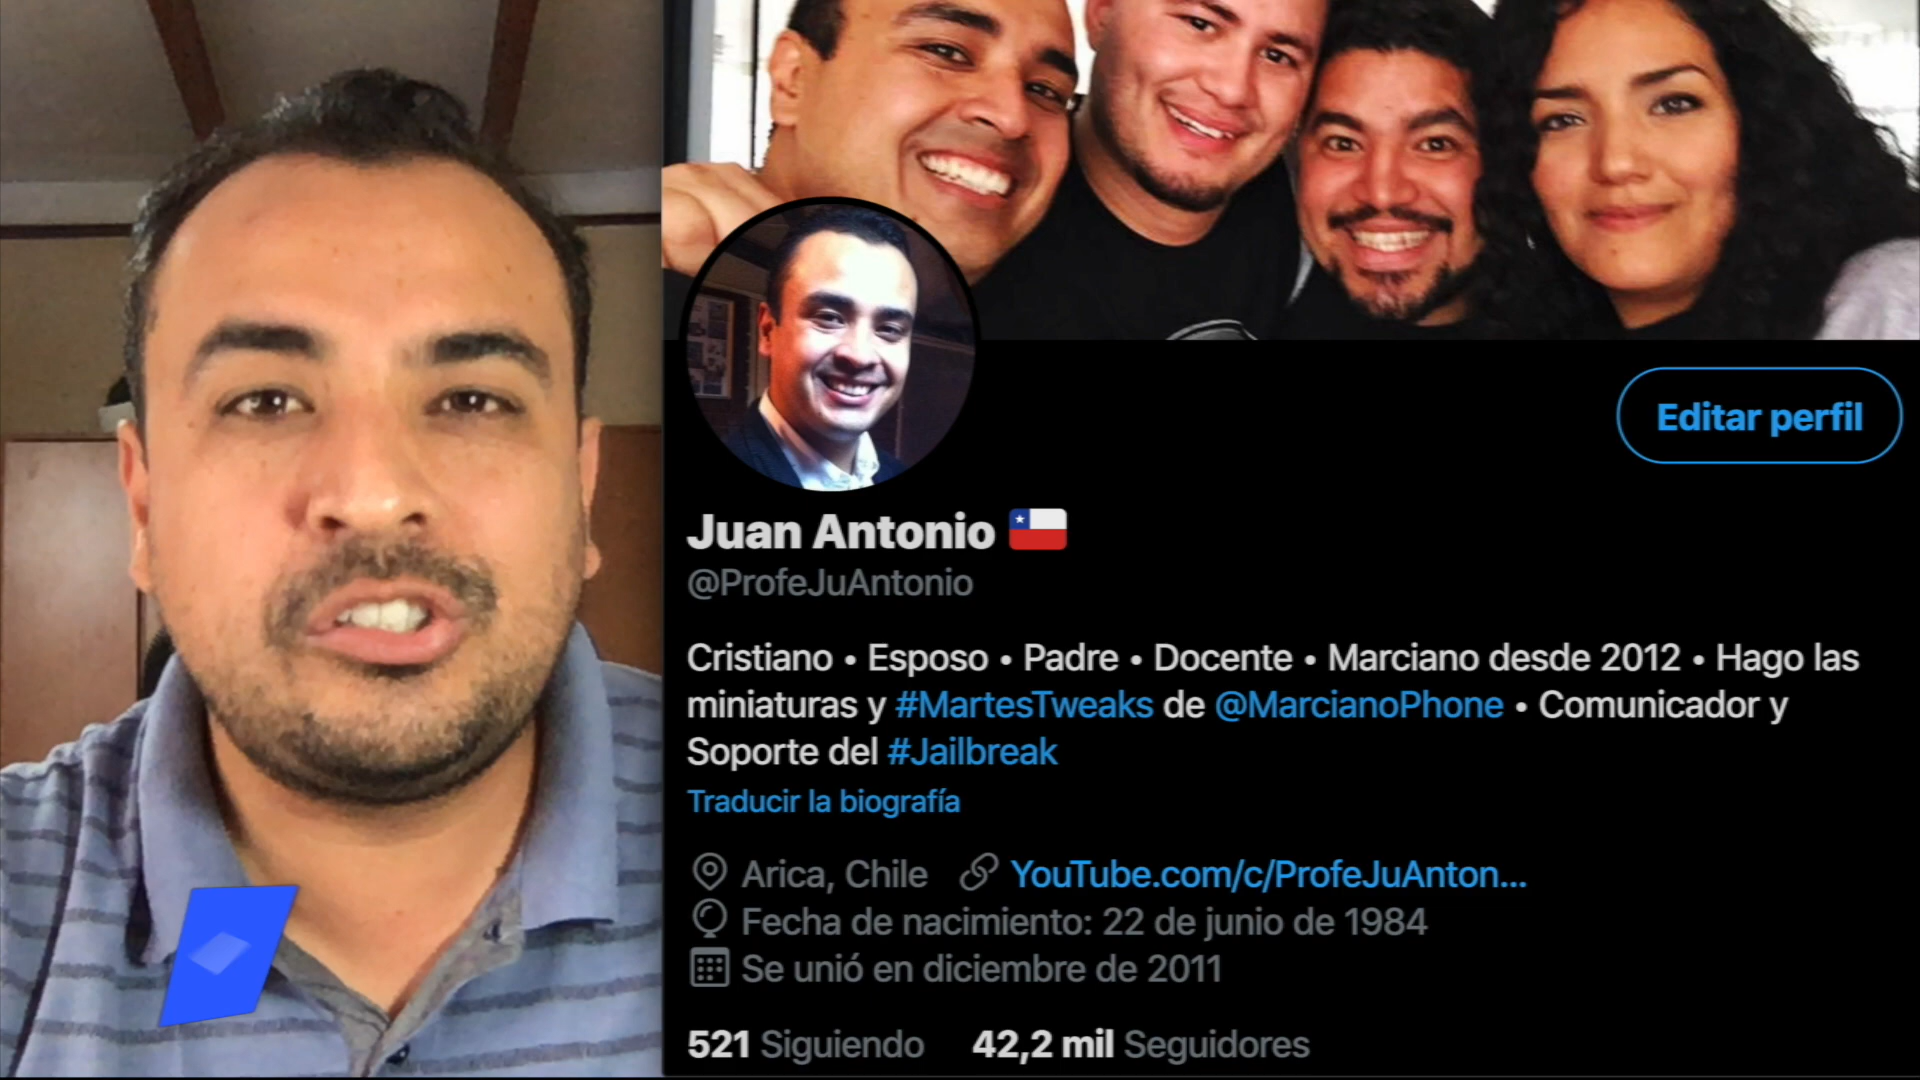 Editar perfil
Juan Antonio 🇨🇱
@ProfeJuAntonio
Cristiano • Esposo • Padre • Docente • Marciano desde 2012 • Hago las
miniaturas y #MartesTweaks de @MarcianoPhone • Comunicador y
Soporte del #Jailbreak
Traducir la biografía
Arica, Chile YouTube.com/c/ProfeJuAnton...
Fecha de nacimiento: 22 de junio de 1984
Se unió en diciembre de 2011
521 Siguiendo 42,2 mil Seguidores